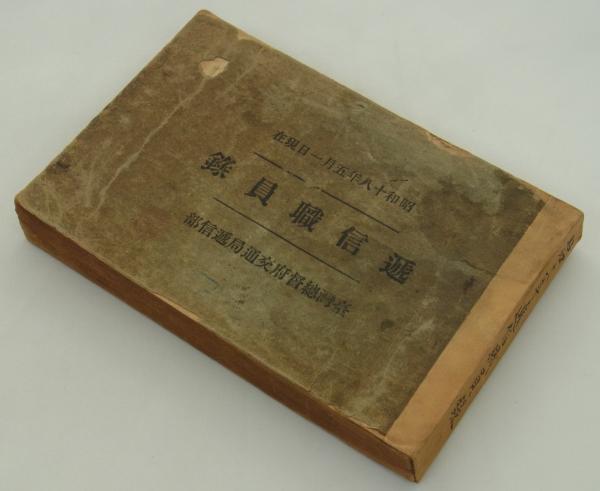 昭和十八年五月一日現在
遞信職員錄
臺灣總督府交通局遞信部